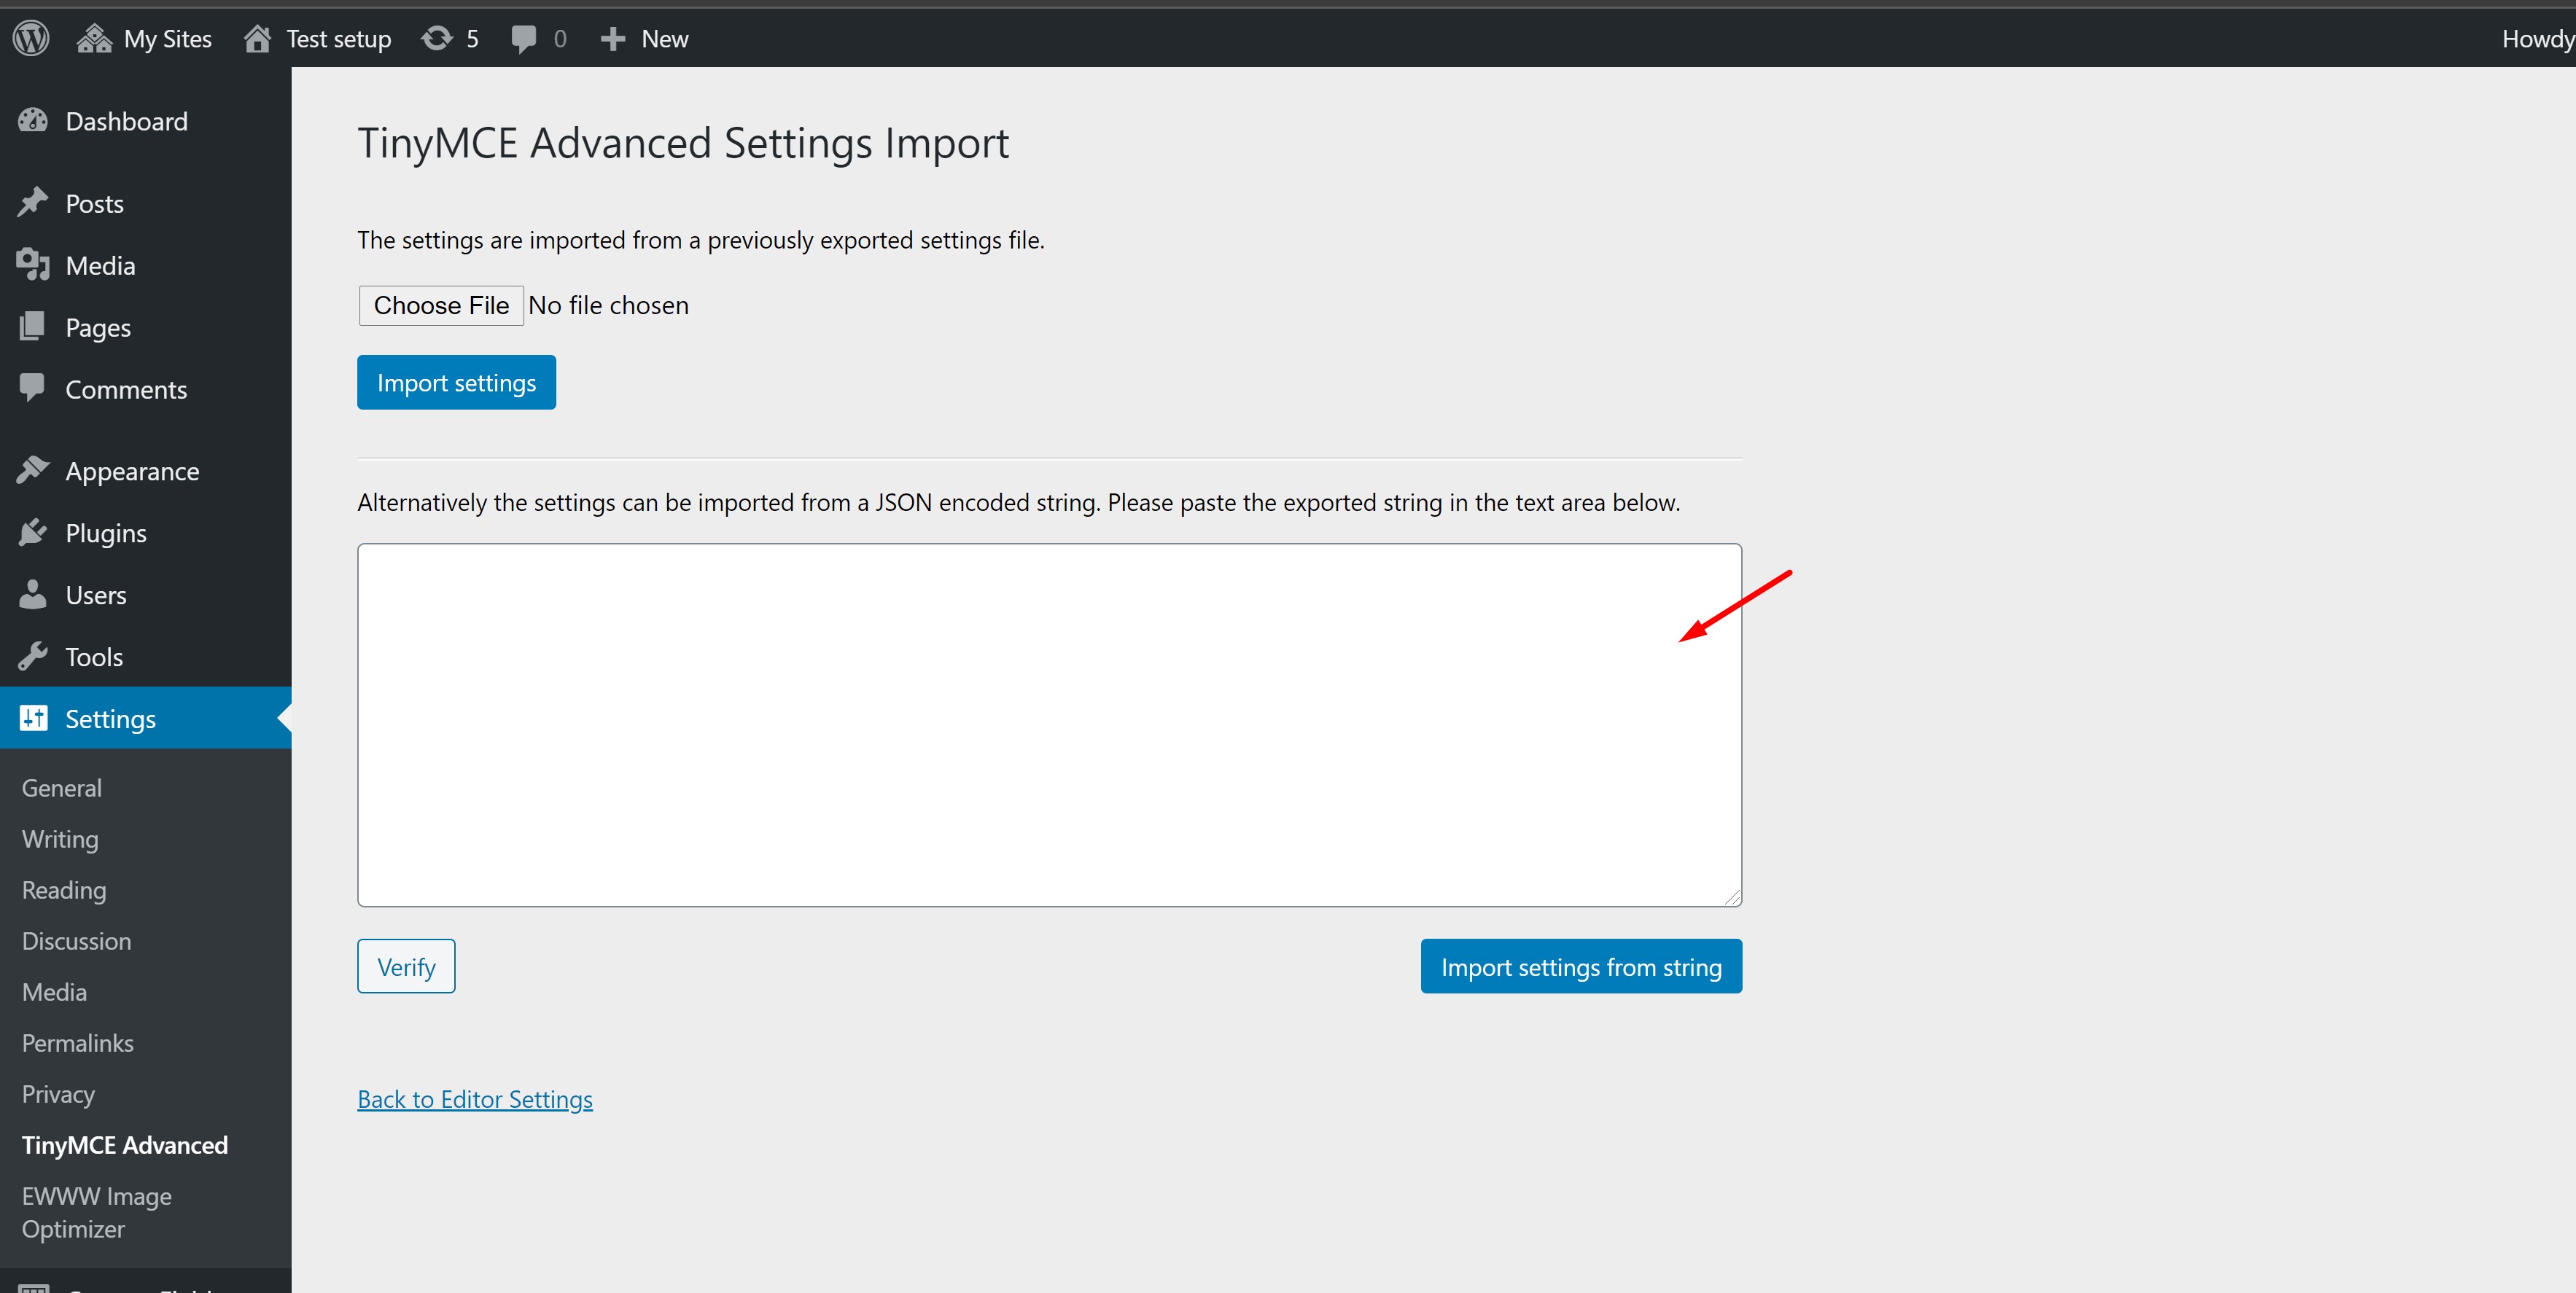 My Sites Test setup 5 0 New Howdy
Dashboard
Posts
Media
Pages
Comments
Appearance
Plugins
Users
Tools
Settings
General
Writing
Reading
Discussion
Media
Permalinks
Privacy
TinyMCE Advanced
EWWW Image
Optimizer
TinyMCE Advanced Settings Import
The settings are imported from a previously exported settings file.
Choose File No file chosen
Import settings
Alternatively the settings can be imported from a JSON encoded string. Please paste the exported string in the text area below.
Verify Import settings from string
Back to Editor Settings